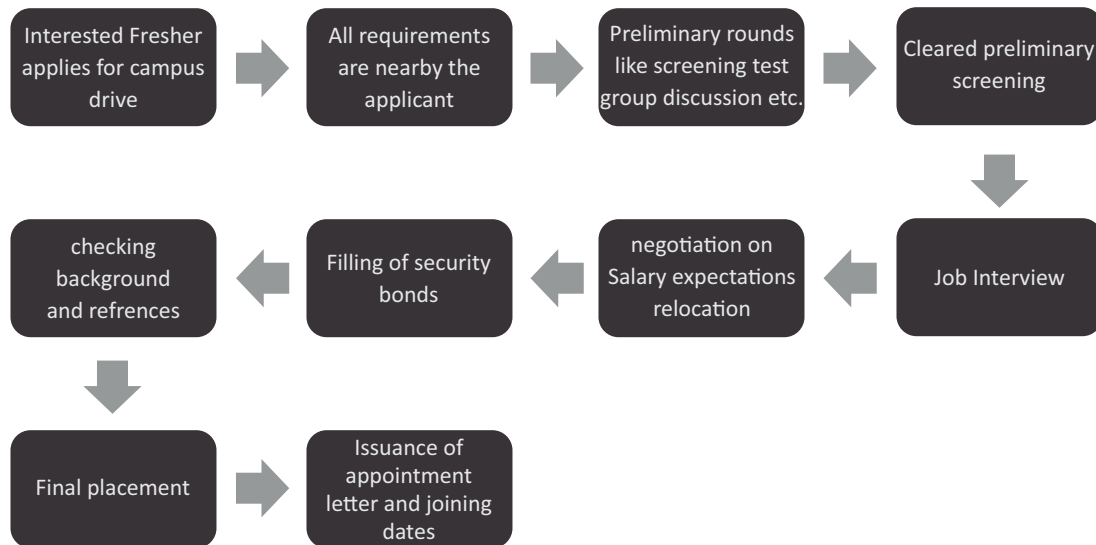 Interested Fresher
applies for campus
drive
All requirements
are nearby the
applicant
Preliminary rounds
like screening test
group discussion etc.
Cleared preliminary
screening
Job Interview
negotiation on
Salary expectations
relocation
Filling of security
bonds
checking
background
and refrences
Final placement
Issuance of
appointment
letter and joining
dates